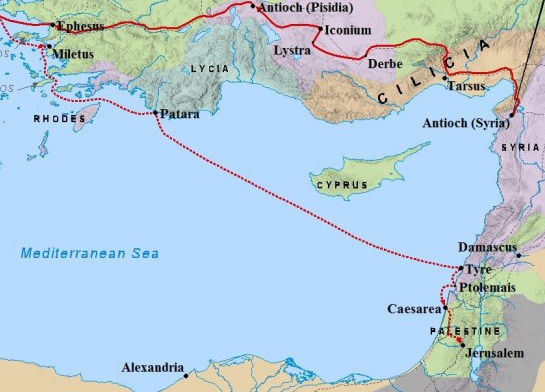 Antioch (Pisidia)
Ephesus
Iconium
Miletus
Lystra
Derbe
LYCIA
CILICIA
Tarsus
RHODES
Patara
Antioch (Syria)
SYRIA
CYPRUS
Mediterranean Sea
Damascus
Tyre
Ptolemais
Caesarea
PALESTINE
Jerusalem
Alexandria